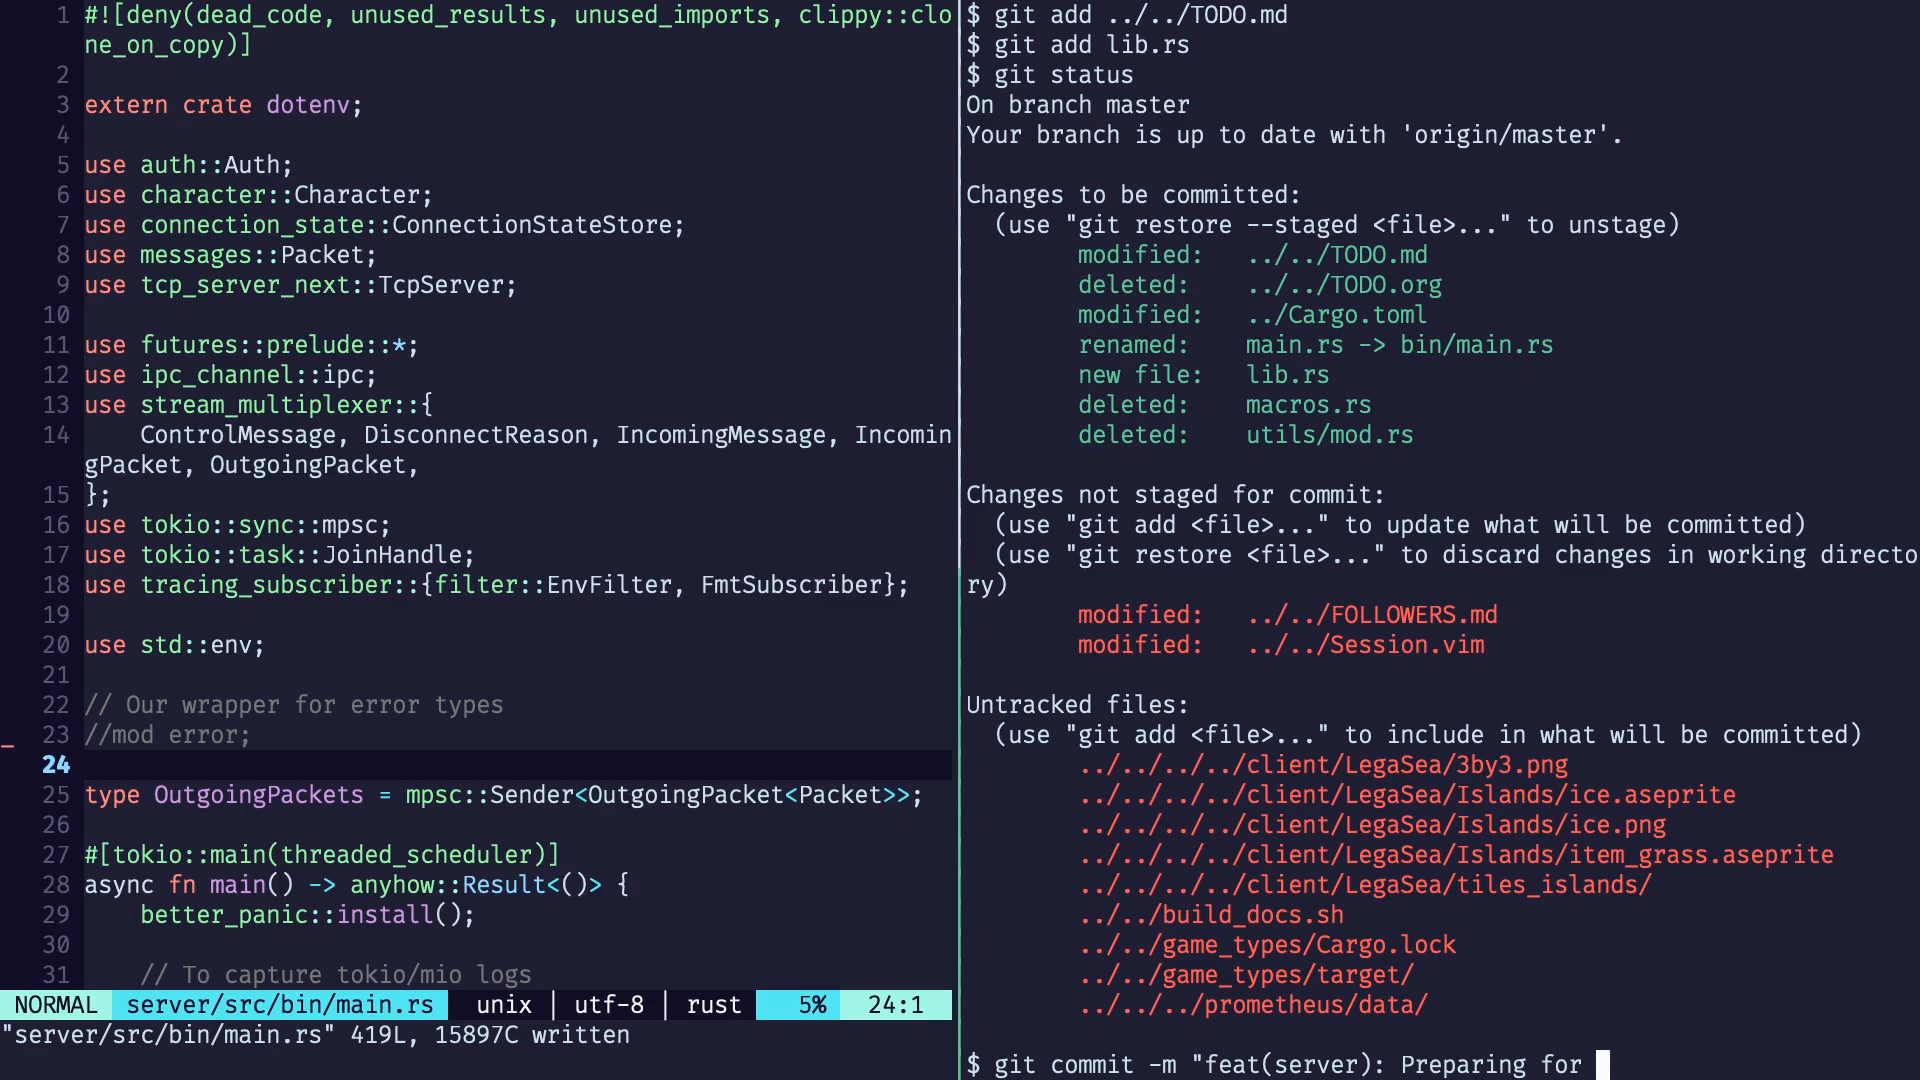 1 #![deny(dead_code, unused_results, unused_imports, clippy::clo
ne_on_copy)]
2
3 extern crate dotenv;
4
5 use auth::Auth;
6 use character::Character;
7 use connection_state::ConnectionStateStore;
8 use messages::Packet;
9 use tcp_server_next::TcpServer;
10
11 use futures::prelude::*;
12 use ipc_channel::ipc;
13 use stream_multiplexer::{
14     ControlMessage, DisconnectReason, IncomingMessage, Incomin
gPacket, OutgoingPacket,
15 };
16 use tokio::sync::mpsc;
17 use tokio::task::JoinHandle;
18 use tracing_subscriber::{filter::EnvFilter, FmtSubscriber};
19
20 use std::env;
21
22 // Our wrapper for error types
23 //mod error;
24
25 type OutgoingPackets = mpsc::Sender<OutgoingPacket<Packet>>;
26
27 #[tokio::main(threaded_scheduler)]
28 async fn main() -> anyhow::Result<()> {
29     better_panic::install();
30
31     // To capture tokio/mio logs
NORMAL server/src/bin/main.rs unix | utf-8 | rust 5% 24:1
"server/src/bin/main.rs" 419L, 15897C written
$ git add ../../TODO.md
$ git add lib.rs
$ git status
On branch master
Your branch is up to date with 'origin/master'.
Changes to be committed:
  (use "git restore --staged <file>..." to unstage)
        modified:   ../../TODO.md
        deleted:    ../../TODO.org
        modified:   ../Cargo.toml
        renamed:    main.rs -> bin/main.rs
        new file:   lib.rs
        deleted:    macros.rs
        deleted:    utils/mod.rs
Changes not staged for commit:
  (use "git add <file>..." to update what will be committed)
  (use "git restore <file>..." to discard changes in working directo
ry)
        modified:   ../../FOLLOWERS.md
        modified:   ../../Session.vim
Untracked files:
  (use "git add <file>..." to include in what will be committed)
        ../../../../client/LegaSea/3by3.png
        ../../../../client/LegaSea/Islands/ice.aseprite
        ../../../../client/LegaSea/Islands/ice.png
        ../../../../client/LegaSea/Islands/item_grass.aseprite
        ../../../../client/LegaSea/tiles_islands/
        ../../build_docs.sh
        ../../game_types/Cargo.lock
        ../../game_types/target/
        ../../../prometheus/data/
$ git commit -m "feat(server): Preparing for